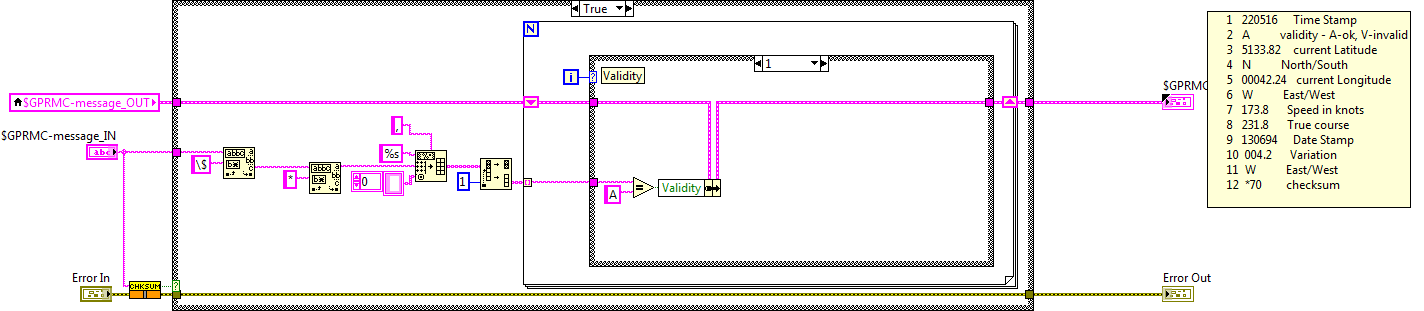 True
N
1
i
?
Validity
$GPRMC-message_OUT
$GPRMC
$GPRMC-message_IN
abc
\$
*
,
%s
0
1
A
=
Validity
Error In
CHKSUM
?
Error Out
1 220516 Time Stamp
2 A validity - A-ok, V-invalid
3 5133.82 current Latitude
4 N North/South
5 00042.24 current Longitude
6 W East/West
7 173.8 Speed in knots
8 231.8 True course
9 130694 Date Stamp
10 004.2 Variation
11 W East/West
12 *70 checksum